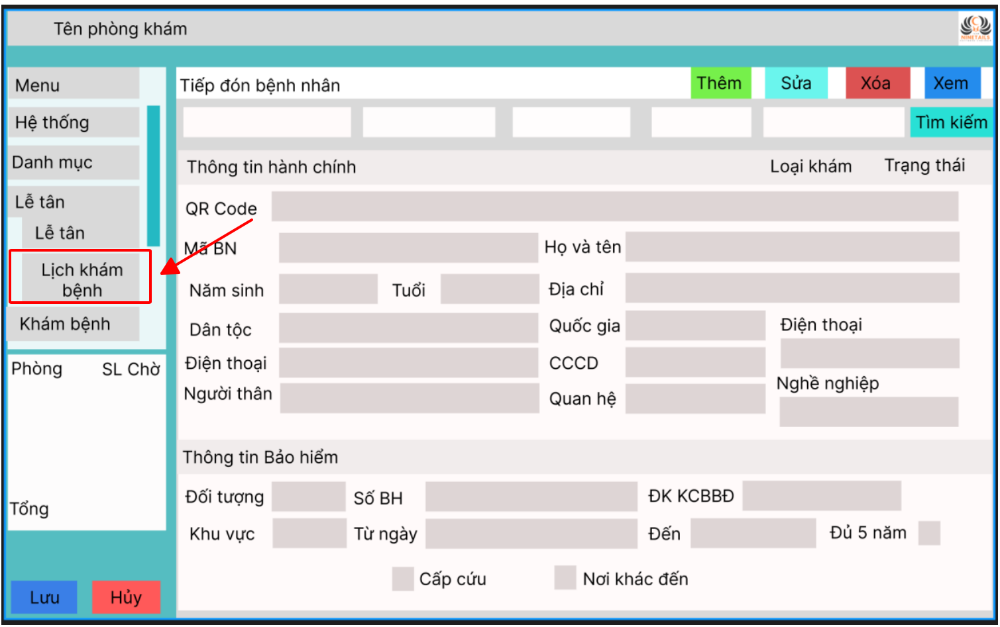 Tên phòng khám
NINETAILS
Menu
Hệ thống
Danh mục
Lễ tân
Lễ tân
Lịch khám
bệnh
Khám bệnh
Phòng SL Chờ
Tổng
Lưu Hủy
Tiếp đón bệnh nhân Thêm Sửa Xóa Xem
Tìm kiếm
Thông tin hành chính Loại khám Trạng thái
QR Code
Mã BN Họ và tên
Năm sinh Tuổi Địa chỉ
Dân tộc Quốc gia Điện thoại
Điện thoại CCCD
Người thân Quan hệ Nghề nghiệp
Thông tin Bảo hiểm
Đối tượng Số BH ĐK KCBBĐ
Khu vực Từ ngày Đến Đủ 5 năm
Cấp cứu Nơi khác đến